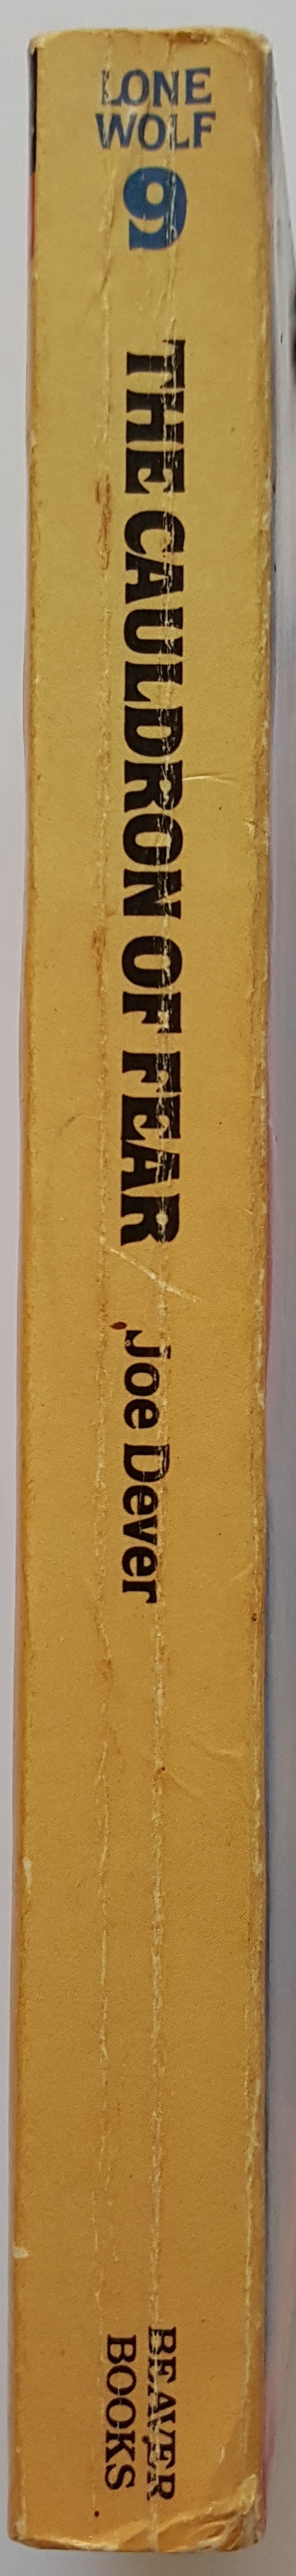 LONE
WOLF
9
THE CAULDRON OF FEAR
Joe Dever
BEAVER
BOOKS